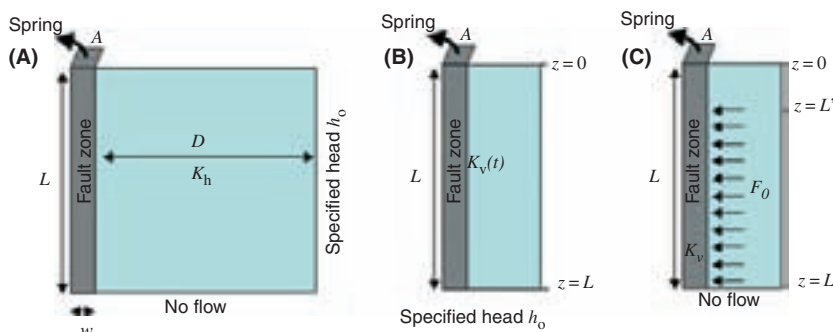 Spring
A
(A)
L
Fault zone
D
K_h
Specified head h_o
No flow
w
Spring
A
(B)
z = 0
L
Fault zone
K_v(t)
z = L
Specified head h_o
Spring
A
(C)
z = 0
z = L'
L
Fault zone
F_0
K_v
z = L
No flow